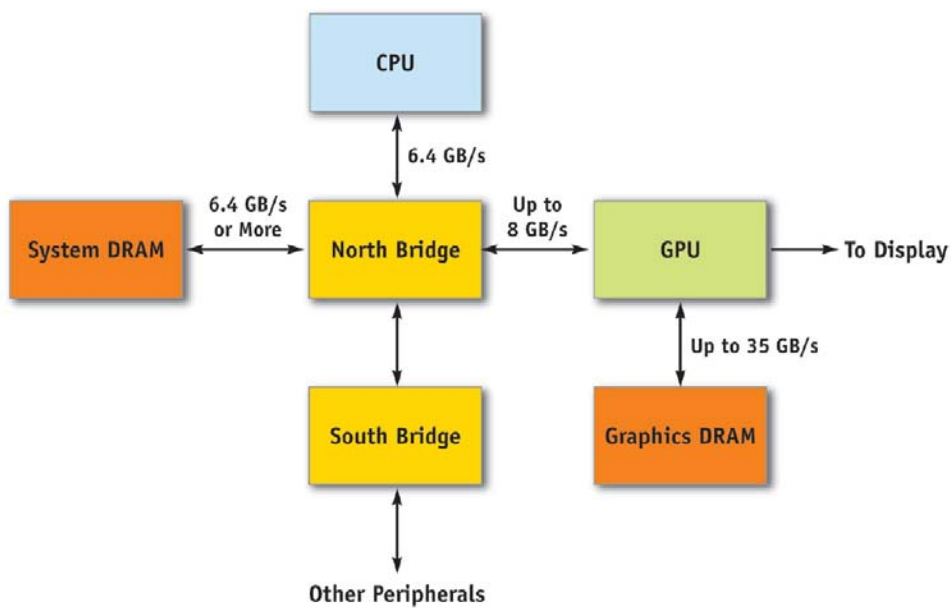 CPU
6.4 GB/s
6.4 GB/s
or More
Up to
8 GB/s
System DRAM
North Bridge
GPU
To Display
Up to 35 GB/s
South Bridge
Graphics DRAM
Other Peripherals